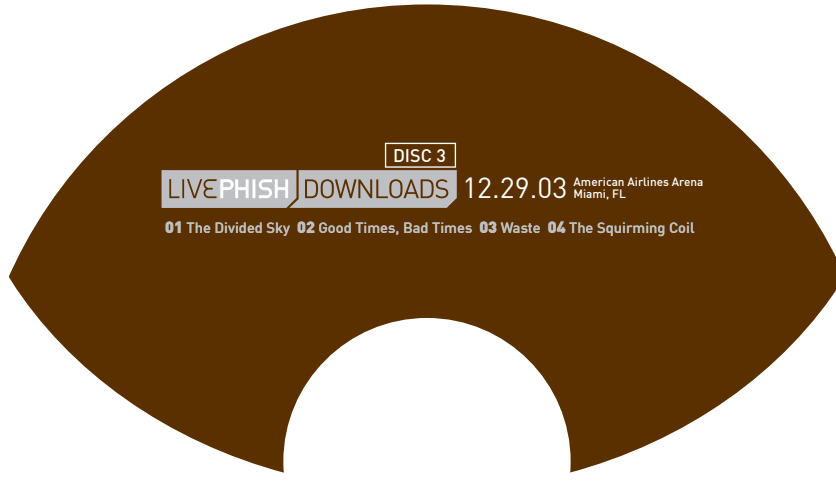 DISC 3
LIVEPHISH DOWNLOADS 12.29.03 American Airlines Arena
Miami, FL
01 The Divided Sky 02 Good Times, Bad Times 03 Waste 04 The Squirming Coil